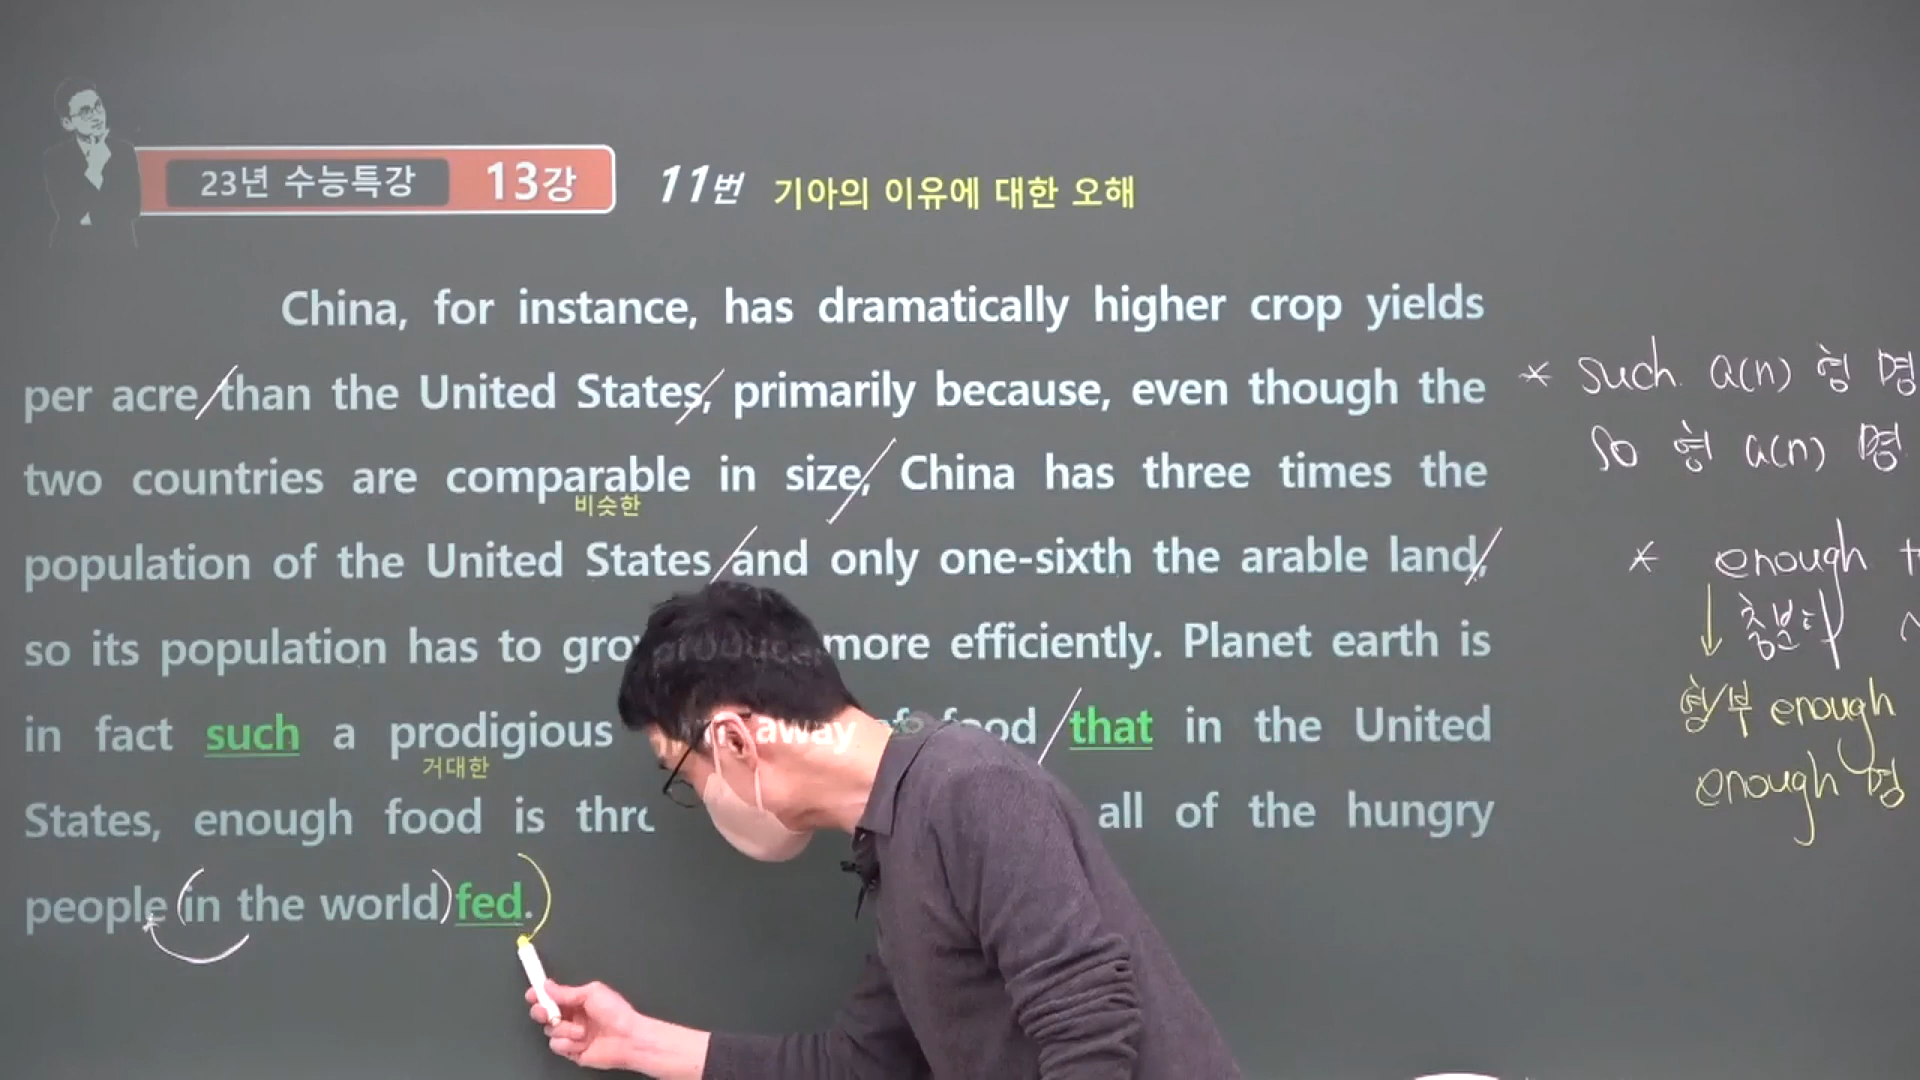 23년 수능특강 13강 11번 기아의 이유에 대한 오해
China, for instance, has dramatically higher crop yields
per acre than the United States, primarily because, even though the
two countries are comparable in size, China has three times the
비슷한
population of the United States and only one-sixth the arable land,
so its population has to grow produce more efficiently. Planet earth is
in fact such a prodigious away food that in the United
거대한
States, enough food is all of the hungry
people (in the world) fed.
* such a(n) 형 명
so 형 a(n) 명
* enough
충분한
형/부 enough
enough 명